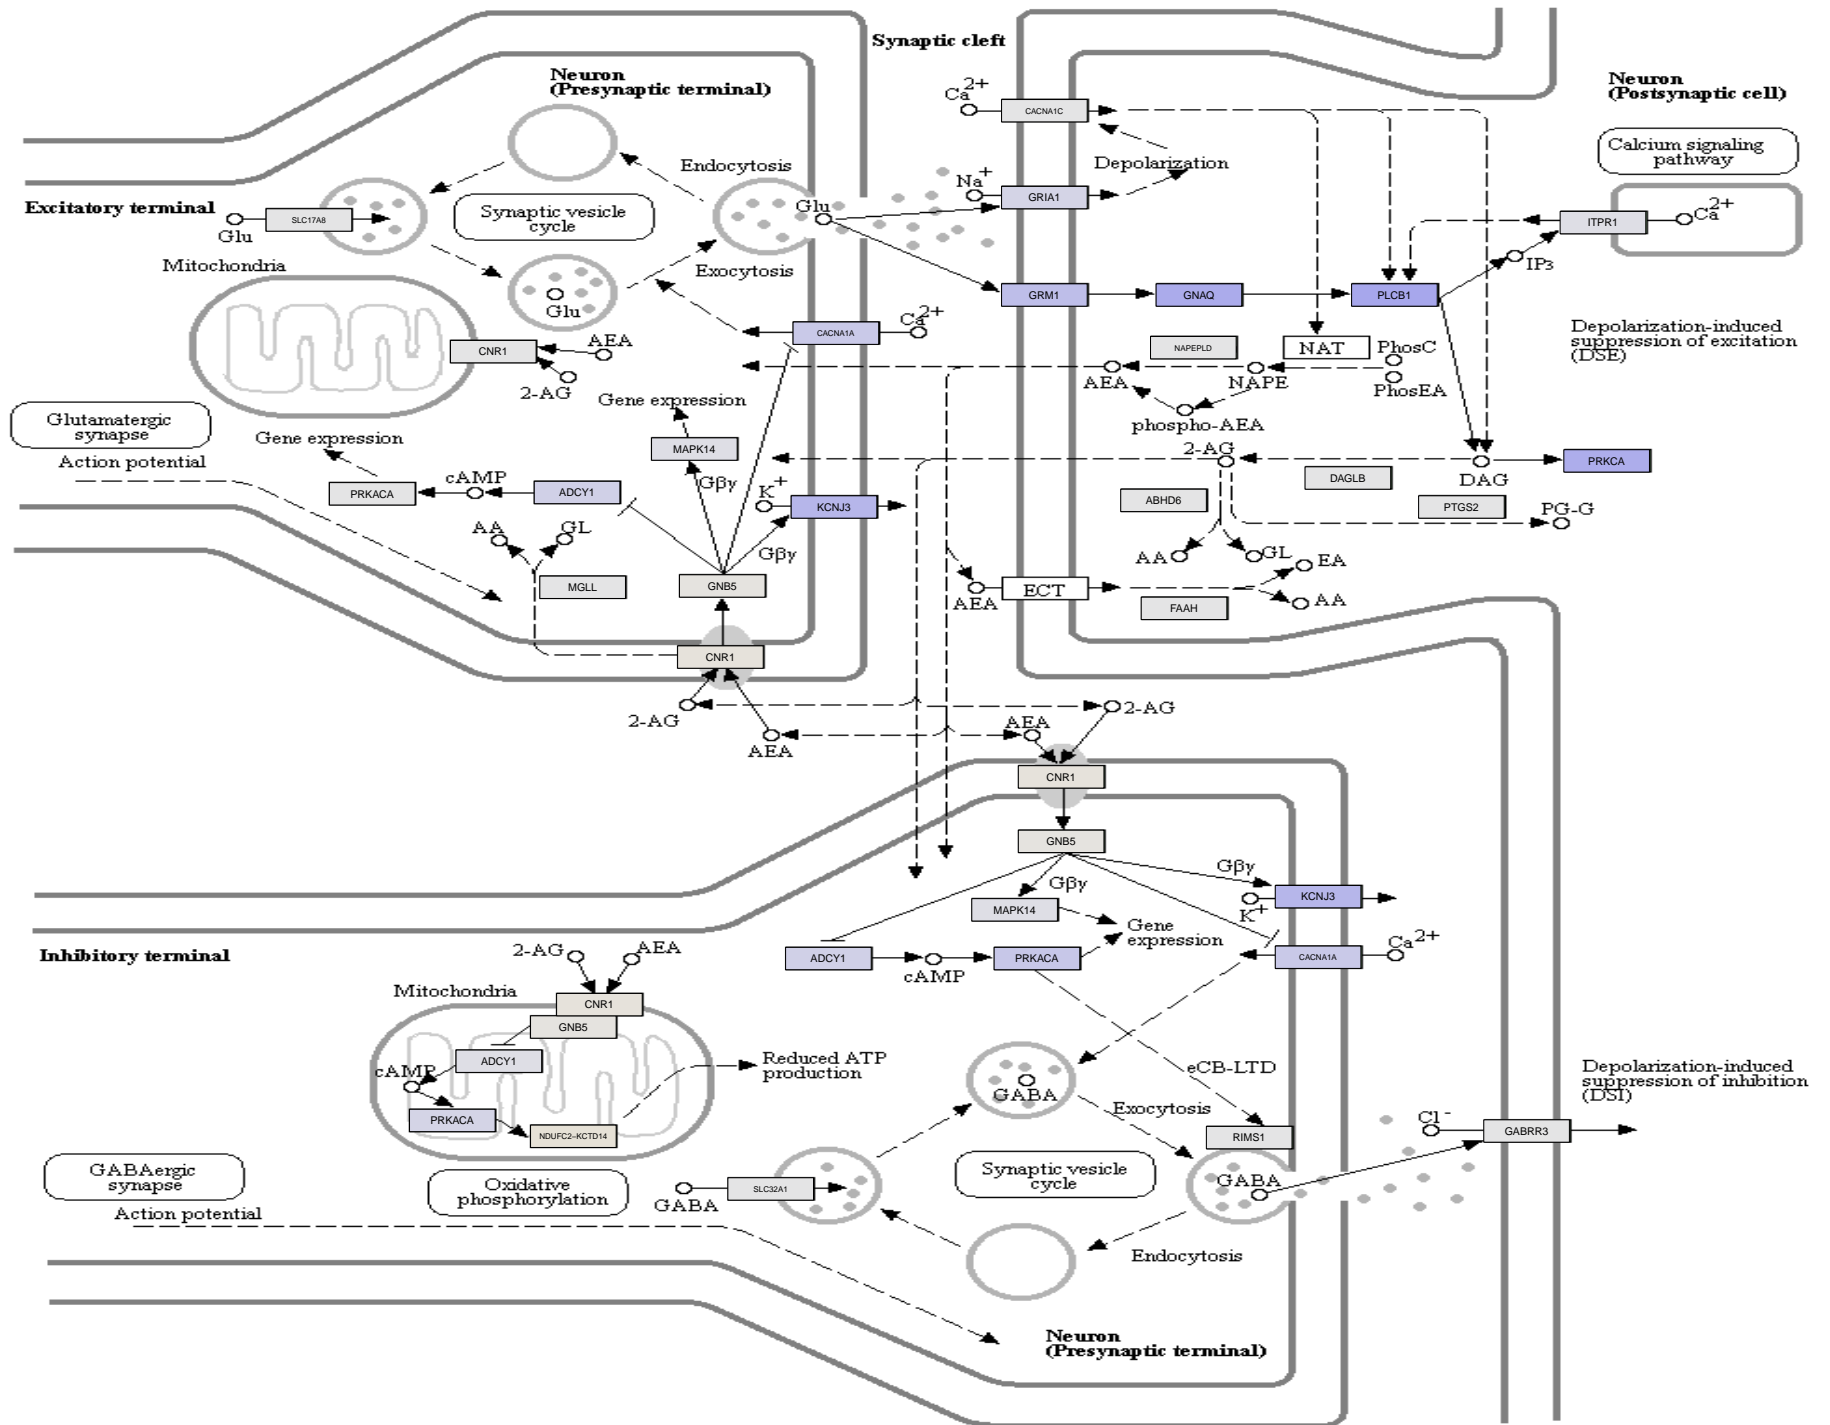 Synaptic cleft
Neuron
(Presynaptic terminal)
Neuron
(Postsynaptic cell)
Ca2+
CACNA1C
Depolarization
Calcium signaling
pathway
Endocytosis
Na+
GRIA1
Excitatory terminal
SLC17A8
Glu
Synaptic vesicle
cycle
Glu
ITPR1
Ca2+
IP3
Mitochondria
Exocytosis
Glu
GRM1
GNAQ
PLCB1
CACNA1A
Ca2+
Depolarization-induced
suppression of excitation
(DSE)
CNR1
AEA
2-AG
NAPEPLD
NAT
PhosC
PhosEA
AEA
NAPE
phospho-AEA
Gene expression
Glutamatergic
synapse
Gene expression
MAPK14
Gβγ
Action potential
2-AG
DAG
PRKCA
DAGLB
PRKACA
cAMP
ADCY1
K+
KCNJ3
ABHD6
PTGS2
PG-G
AA
GL
Gβγ
AA
GL
EA
MGLL
GNB5
AEA
ECT
FAAH
AA
CNR1
2-AG
AEA
AEA
2-AG
CNR1
GNB5
Gβγ
Gβγ
KCNJ3
K+
MAPK14
Gene
expression
Inhibitory terminal
2-AG
AEA
ADCY1
cAMP
PRKACA
CACNA1A
Ca2+
Mitochondria
CNR1
GNB5
ADCY1
cAMP
Reduced ATP
production
PRKACA
NDUFC2-KCTD14
eCB-LTD
GABA
Exocytosis
RIMS1
Depolarization-induced
suppression of inhibition
(DSI)
Cl-
GABRR3
GABAergic
synapse
Oxidative
phosphorylation
GABA
SLC32A1
Synaptic vesicle
cycle
GABA
Action potential
Endocytosis
Neuron
(Presynaptic terminal)